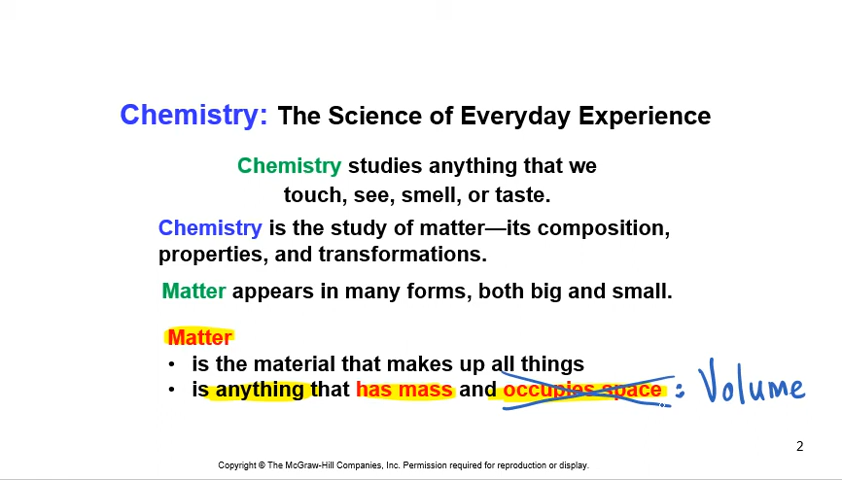 Chemistry: The Science of Everyday Experience
Chemistry studies anything that we
touch, see, smell, or taste.
Chemistry is the study of matter—its composition,
properties, and transformations.
Matter appears in many forms, both big and small.
Matter
• is the material that makes up all things
• is anything that has mass and occupies space : Volume
2
Copyright © The McGraw-Hill Companies, Inc. Permission required for reproduction or display.